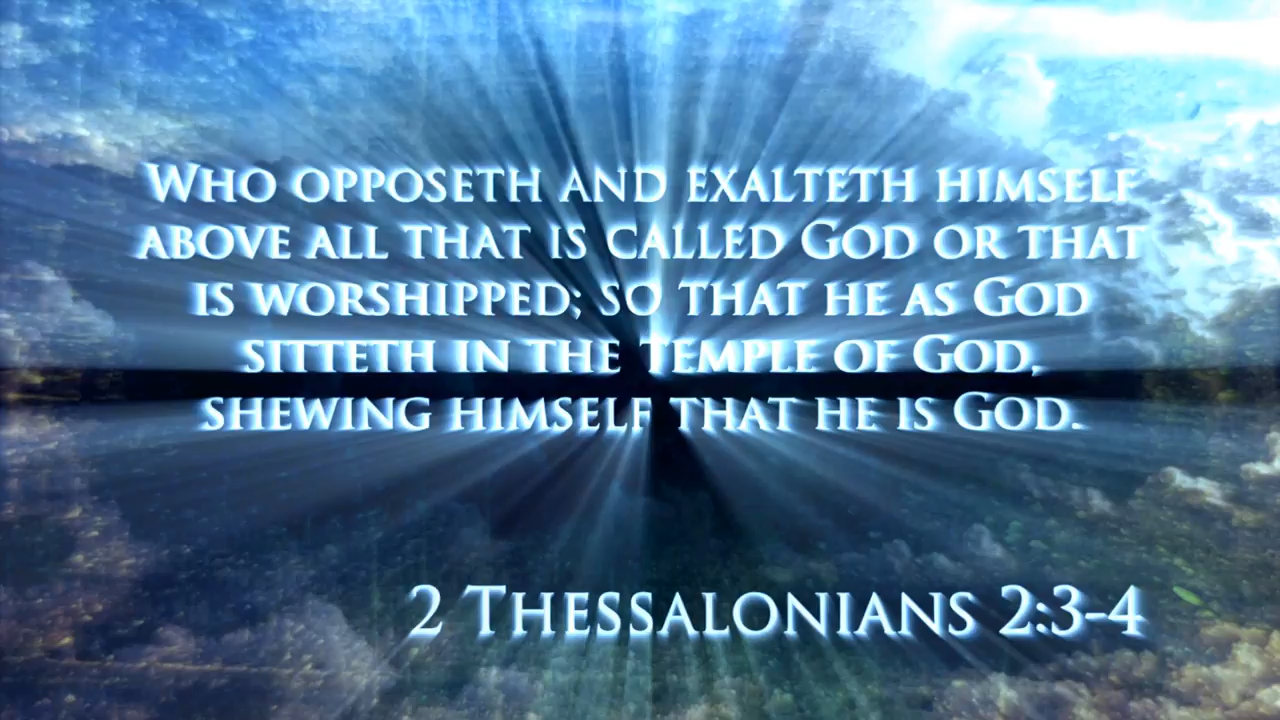 Who opposeth and exalteth himself
above all that is called God or that
is worshipped; so that he as God
sitteth in the temple of God,
shewing himself that he is God.
2 Thessalonians 2:3-4